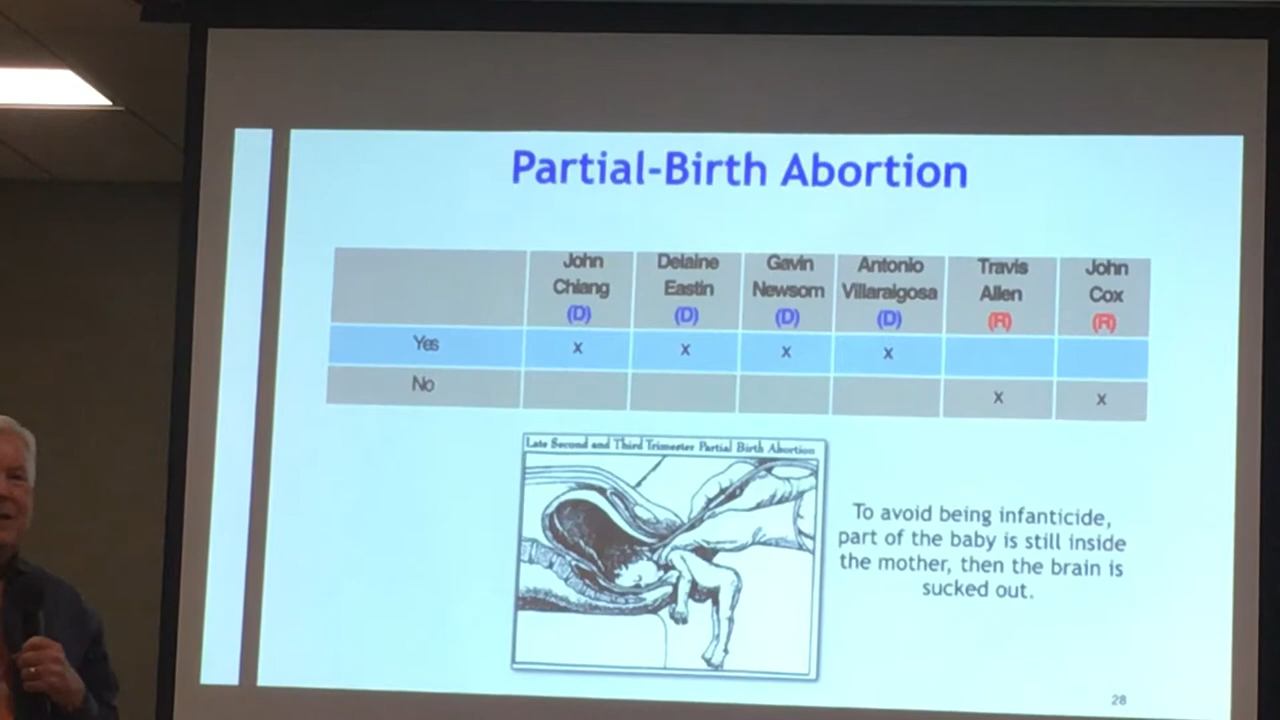 Partial-Birth Abortion
John Chiang (D)
Delaine Eastin (D)
Gavin Newsom (D)
Antonio Villaraigosa (D)
Travis Allen (R)
John Cox (R)
Yes x x x x
No x x
Late Second and Third Trimester Partial Birth Abortion
To avoid being infanticide,
part of the baby is still inside
the mother, then the brain is
sucked out.
28